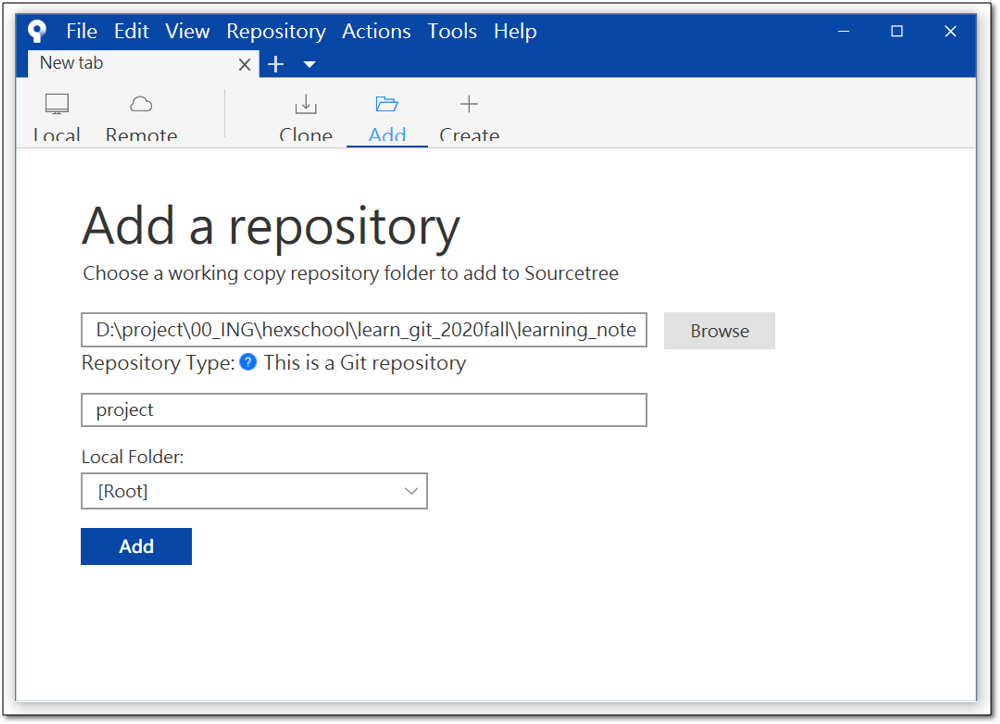 File Edit View Repository Actions Tools Help
New tab
Local Remote Clone Add Create
Add a repository
Choose a working copy repository folder to add to Sourcetree
D:\project\00_ING\hexschool\learn_git_2020fall\learning_note Browse
Repository Type: ? This is a Git repository
project
Local Folder:
[Root]
Add